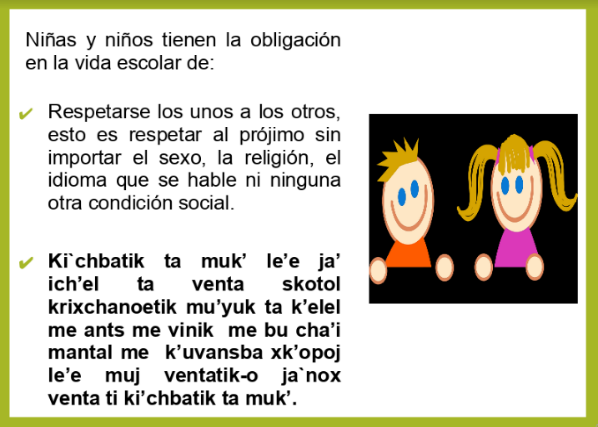 Niñas y niños tienen la obligación
en la vida escolar de:
Respetarse los unos a los otros,
esto es respetar al prójimo sin
importar el sexo, la religión, el
idioma que se hable ni ninguna
otra condición social.
Ki`chbatik ta muk’ le’e ja’
ich’el ta venta skotol
krixchanoetik mu’yuk ta k’elel
me ants me vinik me bu cha’i
mantal me k’uvansba xk’opoj
le’e muj ventatik-o ja`nox
venta ti ki’chbatik ta muk’.